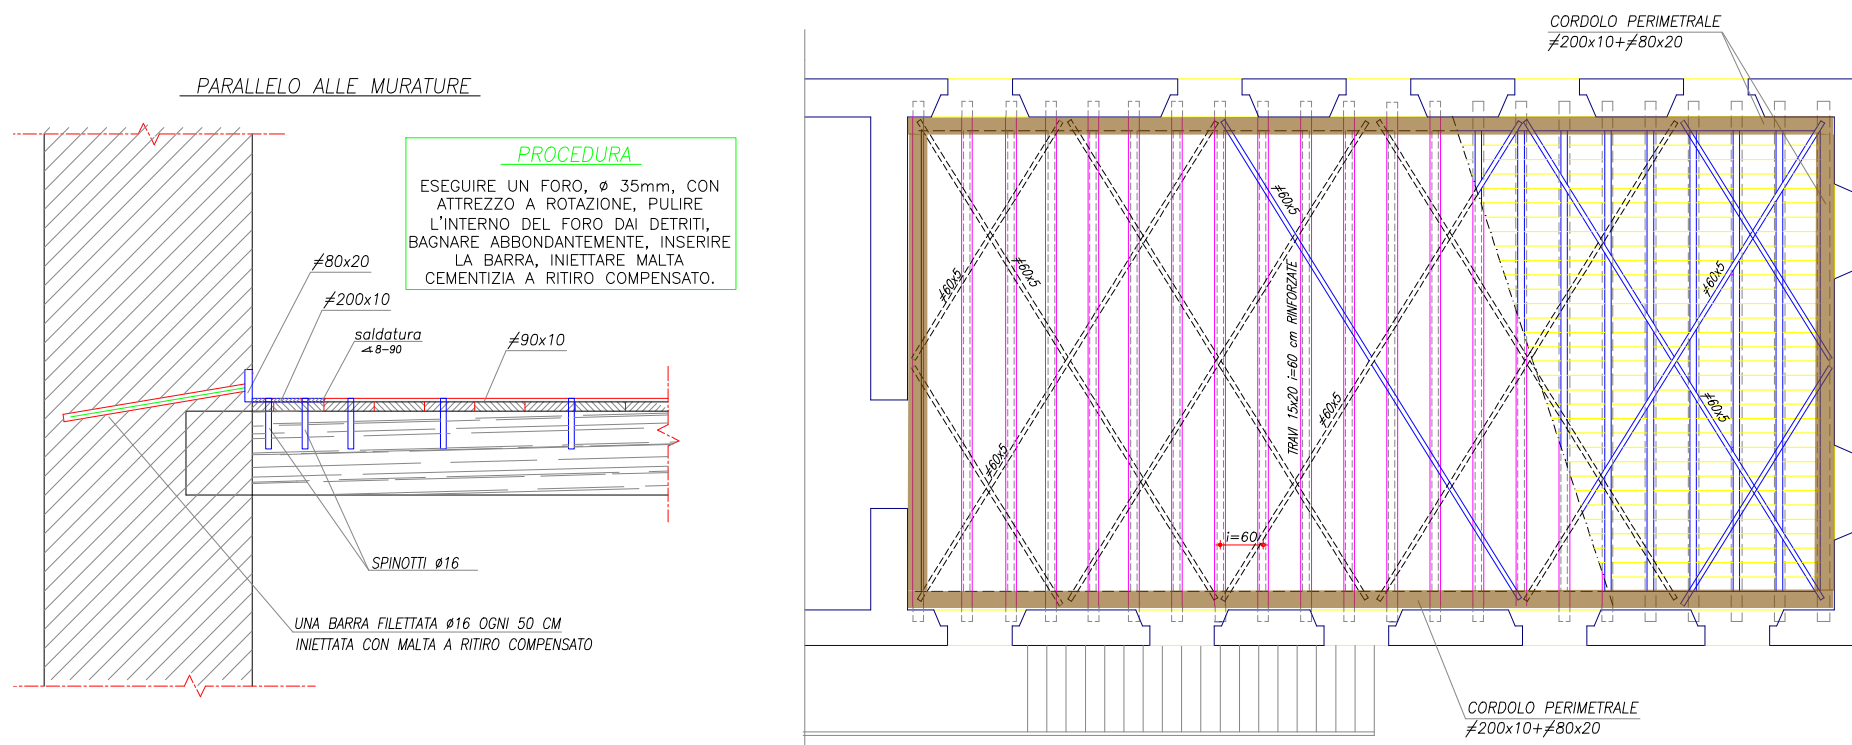 PARALLELO ALLE MURATURE
PROCEDURA
ESEGUIRE UN FORO, ø 35mm, CON
ATTREZZO A ROTAZIONE, PULIRE
L'INTERNO DEL FORO DAI DETRITI,
BAGNARE ABBONDANTEMENTE, INSERIRE
LA BARRA, INIETTARE MALTA
CEMENTIZIA A RITIRO COMPENSATO.
≠80x20
≠200x10
saldatura
⊿8-90
≠90x10
SPINOTTI ø16
UNA BARRA FILETTATA ø16 OGNI 50 CM
INIETTATA CON MALTA A RITIRO COMPENSATO
CORDOLO PERIMETRALE
≠200x10+≠80x20
≠60x5
≠60x5
≠60x5
≠60x5
≠60x5
TRAVI 15x20 i=60 cm RINFORZATE
≠60x5
≠60x5
i=60
CORDOLO PERIMETRALE
≠200x10+≠80x20